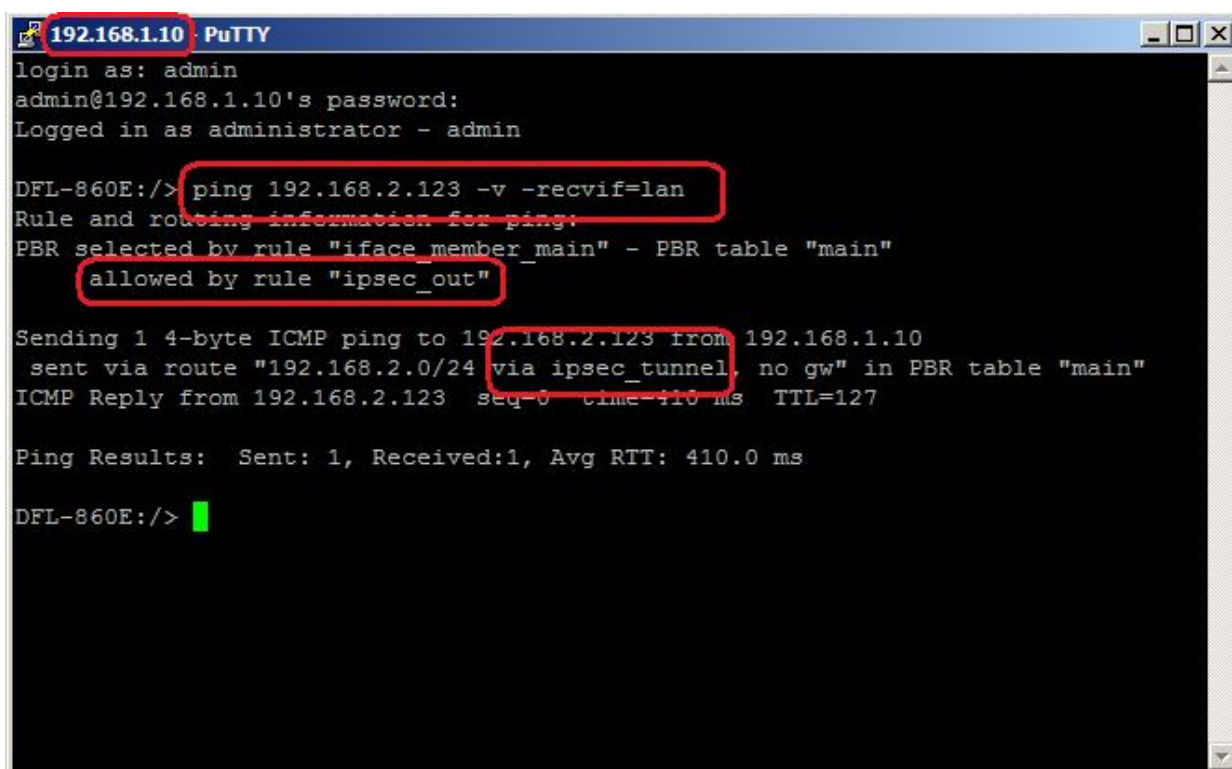 192.168.1.10 - PuTTY
login as: admin
admin@192.168.1.10's password:
Logged in as administrator - admin
DFL-860E:/> ping 192.168.2.123 -v -recvif=lan
Rule and routing information for ping:
PBR selected by rule "iface_member_main" - PBR table "main"
allowed by rule "ipsec_out"
Sending 1 4-byte ICMP ping to 192.168.2.123 from 192.168.1.10
sent via route "192.168.2.0/24 via ipsec_tunnel, no gw" in PBR table "main"
ICMP Reply from 192.168.2.123 seq=0 time=410 ms TTL=127
Ping Results: Sent: 1, Received:1, Avg RTT: 410.0 ms
DFL-860E:/>